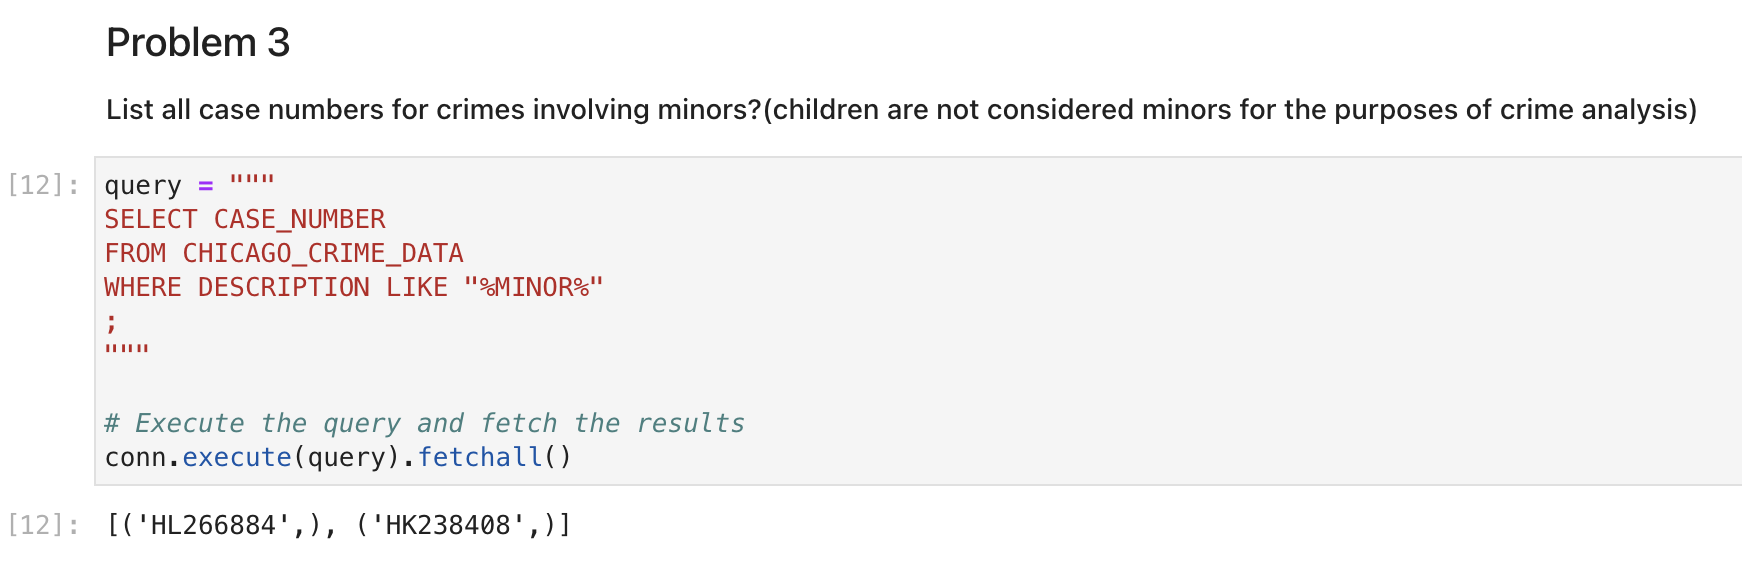 Problem 3
List all case numbers for crimes involving minors?(children are not considered minors for the purposes of crime analysis)
[12]: query = """
SELECT CASE_NUMBER
FROM CHICAGO_CRIME_DATA
WHERE DESCRIPTION LIKE "%MINOR%"
;
"""
# Execute the query and fetch the results
conn.execute(query).fetchall()
[12]: [('HL266884',), ('HK238408',)]